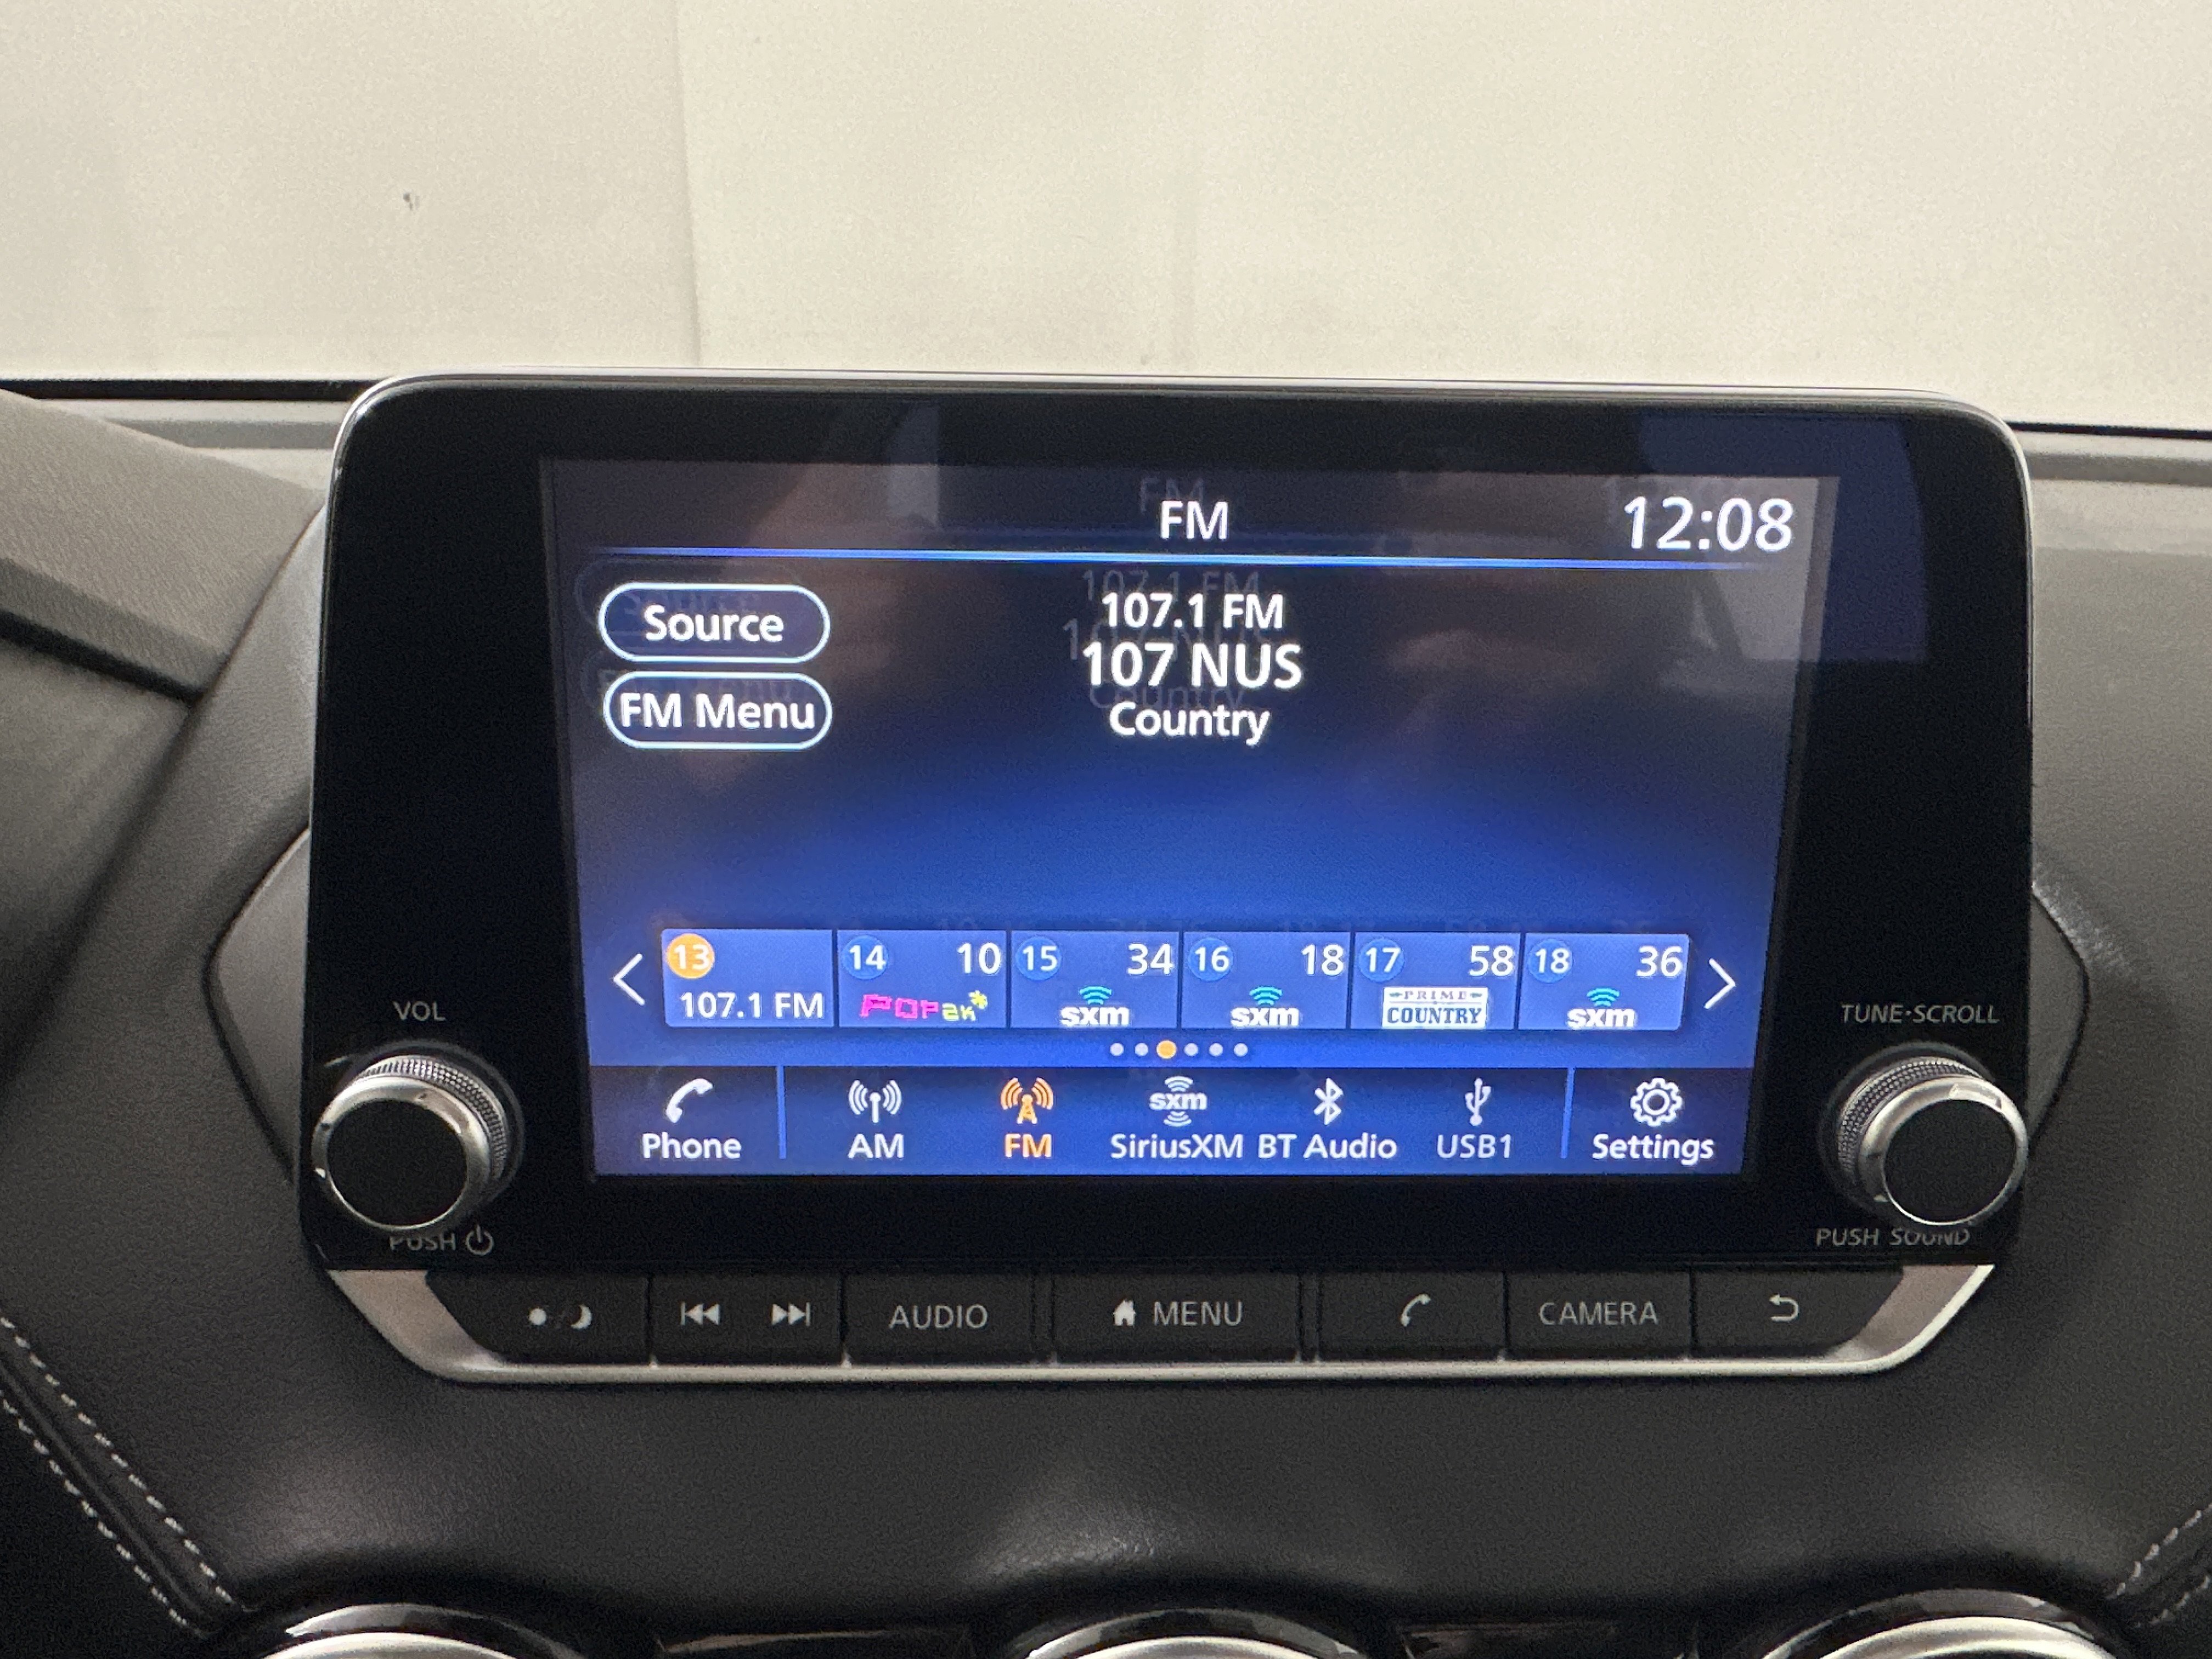 FM
12:08
Source
107.1 FM
107 NUS
FM Menu
Country
13
107.1 FM
14 10
POP2K
15 34
sxm
16 18
sxm
17 58
PRIME
COUNTRY
18 36
sxm
Phone
AM
FM
sxm
SiriusXM
BT Audio
USB1
Settings
VOL
PUSH
TUNE·SCROLL
PUSH SOUND
AUDIO
MENU
CAMERA